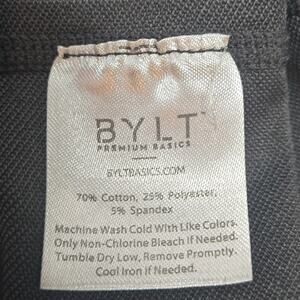 BYLT
PREMIUM BASICS
BYLTBASICS.COM
70% Cotton, 25% Polyester,
5% Spandex
Machine Wash Cold With Like Colors.
Only Non-Chlorine Bleach if Needed.
Tumble Dry Low, Remove Promptly.
Cool Iron if Needed.